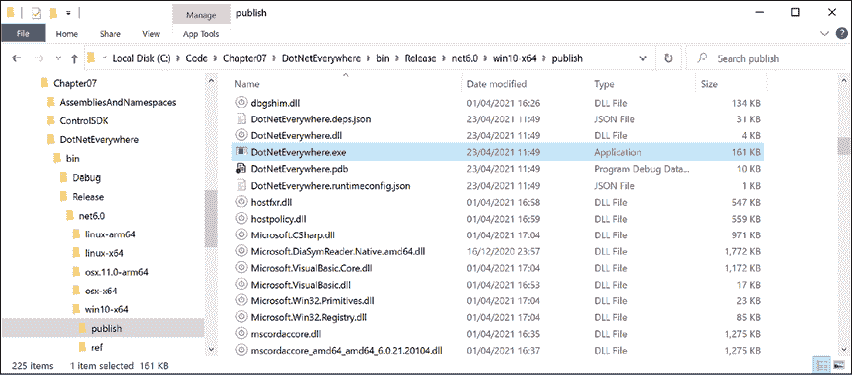 Manage publish
File Home Share View App Tools
Local Disk (C:) › Code › Chapter07 › DotNetEverywhere › bin › Release › net6.0 › win10-x64 › publish Search publish
Chapter07
AssembliesAndNamespaces
ControlSDK
DotNetEverywhere
bin
Debug
Release
net6.0
linux-arm64
linux-x64
osx.11.0-arm64
osx-x64
win10-x64
publish
ref
Name Date modified Type Size
dbgshim.dll 01/04/2021 16:26 DLL File 134 KB
DotNetEverywhere.deps.json 23/04/2021 11:49 JSON File 31 KB
DotNetEverywhere.dll 23/04/2021 11:49 DLL File 4 KB
DotNetEverywhere.exe 23/04/2021 11:49 Application 161 KB
DotNetEverywhere.pdb 23/04/2021 11:49 Program Debug Data... 10 KB
DotNetEverywhere.runtimeconfig.json 23/04/2021 11:49 JSON File 1 KB
hostfxr.dll 01/04/2021 16:58 DLL File 547 KB
hostpolicy.dll 01/04/2021 16:59 DLL File 559 KB
Microsoft.CSharp.dll 01/04/2021 17:04 DLL File 971 KB
Microsoft.DiaSymReader.Native.amd64.dll 16/12/2020 23:57 DLL File 1,772 KB
Microsoft.VisualBasic.Core.dll 01/04/2021 17:04 DLL File 1,172 KB
Microsoft.VisualBasic.dll 01/04/2021 16:53 DLL File 17 KB
Microsoft.Win32.Primitives.dll 01/04/2021 17:04 DLL File 23 KB
Microsoft.Win32.Registry.dll 01/04/2021 17:04 DLL File 85 KB
mscordaccore.dll 01/04/2021 16:35 DLL File 1,275 KB
mscordaccore_amd64_amd64_6.0.21.20104.dll 01/04/2021 16:37 DLL File 1,275 KB
225 items 1 item selected 161 KB